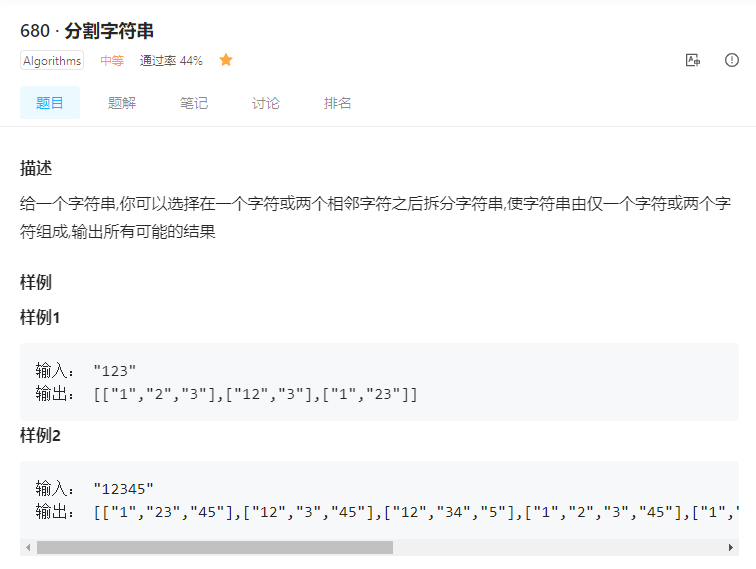 680 · 分割字符串
Algorithms 中等 通过率 44%
题目 题解 笔记 讨论 排名
描述
给一个字符串,你可以选择在一个字符或两个相邻字符之后拆分字符串,使字符串由仅一个字符或两个字
符组成,输出所有可能的结果
样例
样例1
输入: "123"
输出: [["1","2","3"],["12","3"],["1","23"]]
样例2
输入: "12345"
输出: [["1","23","45"],["12","3","45"],["12","34","5"],["1","2","3","45"],["1","